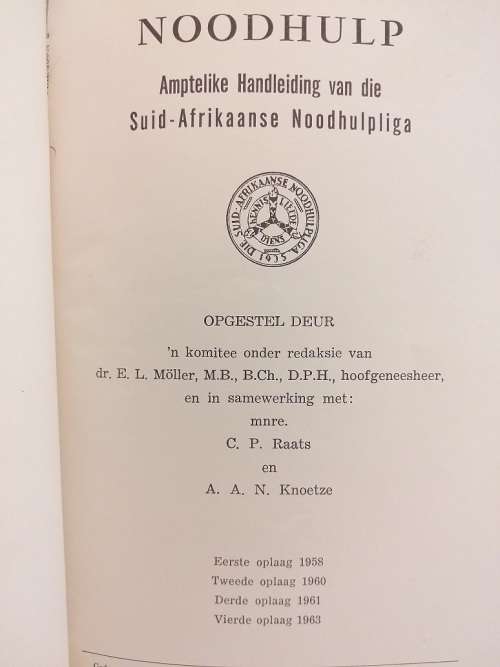 NOODHULP
Amptelike Handleiding van die
Suid-Afrikaanse Noodhulpliga
DIE SUID-AFRIKAANSE NOODHULPLIGA
KENNIS
LIEFDE
DIENS
1935
OPGESTEL DEUR
'n komitee onder redaksie van
dr. E. L. Möller, M.B., B.Ch., D.P.H., hoofgeneesheer,
en in samewerking met:
mnre.
C. P. Raats
en
A. A. N. Knoetze
Eerste oplaag 1958
Tweede oplaag 1960
Derde oplaag 1961
Vierde oplaag 1963